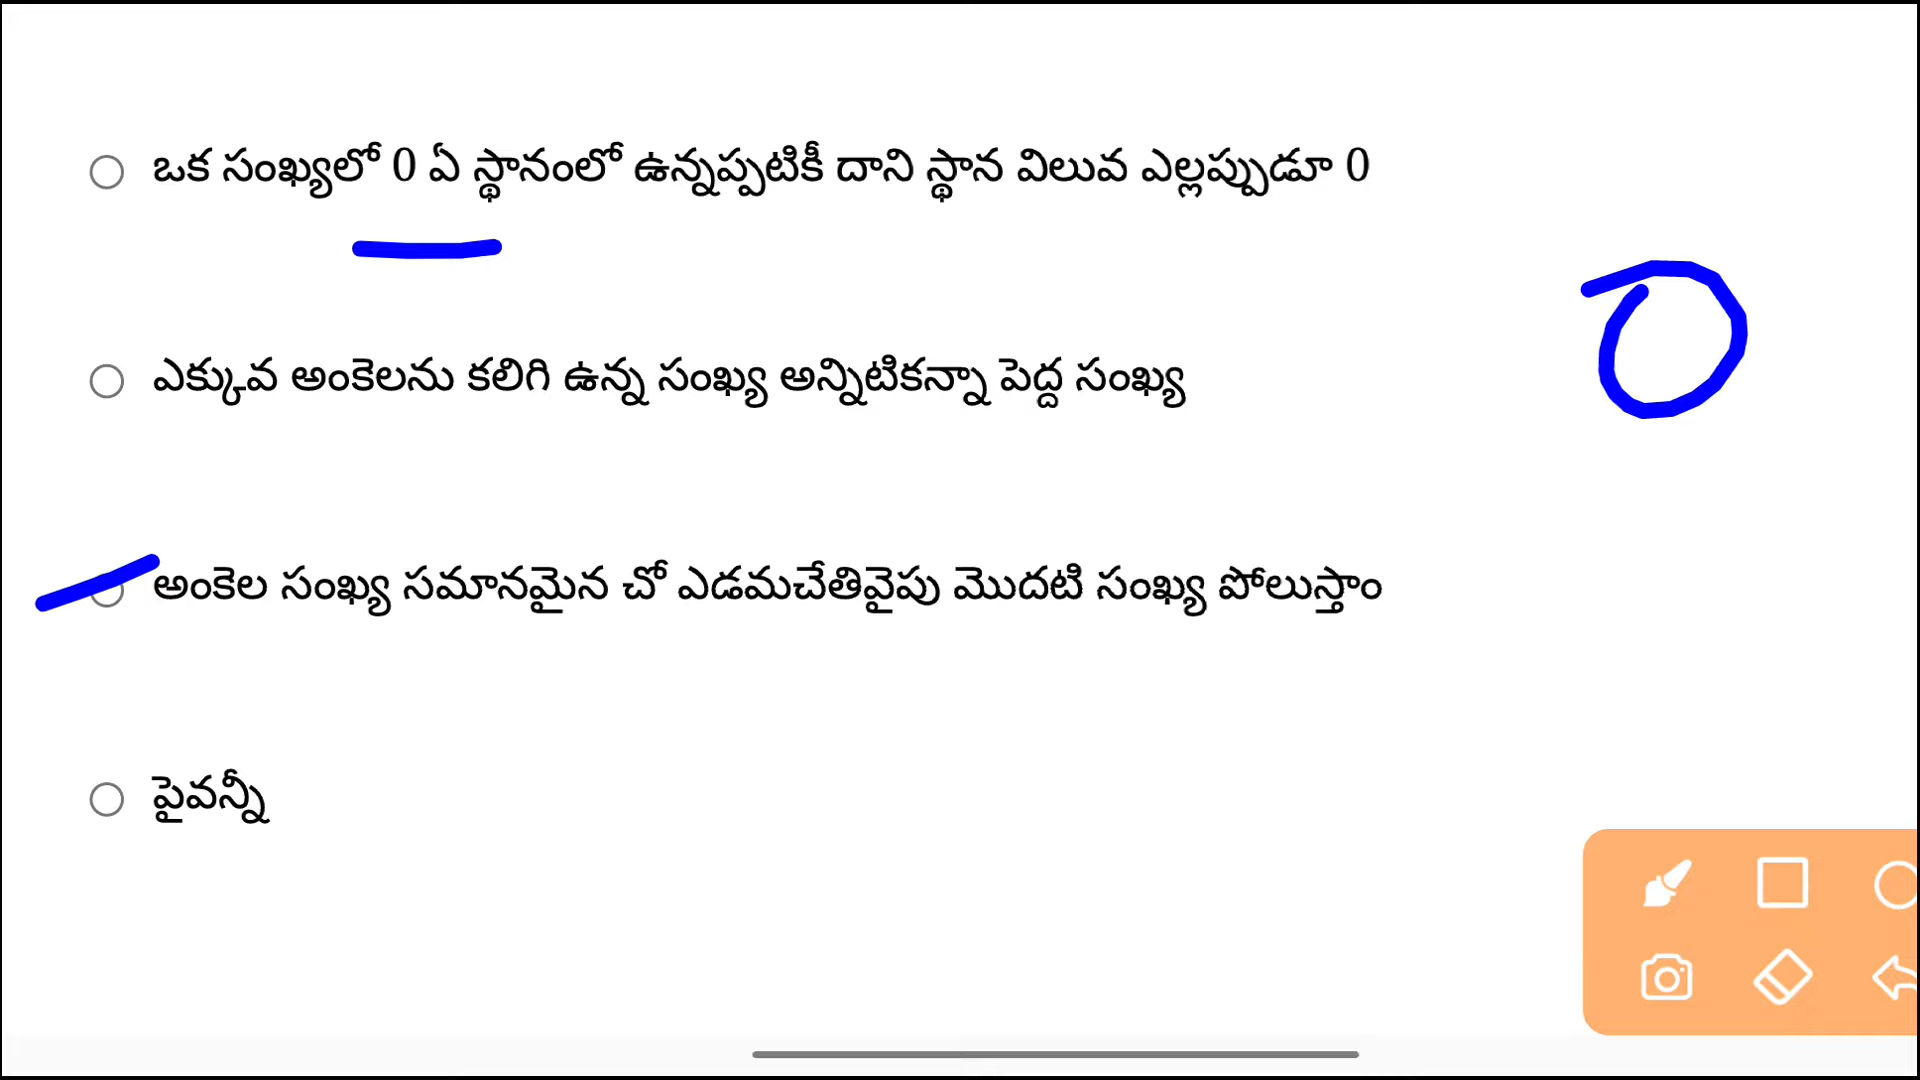 ఒక సంఖ్యలో 0 ఏ స్థానంలో ఉన్నప్పటికీ దాని స్థాన విలువ ఎల్లప్పుడూ 0
ఎక్కువ అంకెలను కలిగి ఉన్న సంఖ్య అన్నిటికన్నా పెద్ద సంఖ్య
అంకెల సంఖ్య సమానమైన చో ఎడమచేతివైపు మొదటి సంఖ్య పోలుస్తాం
పైవన్నీ